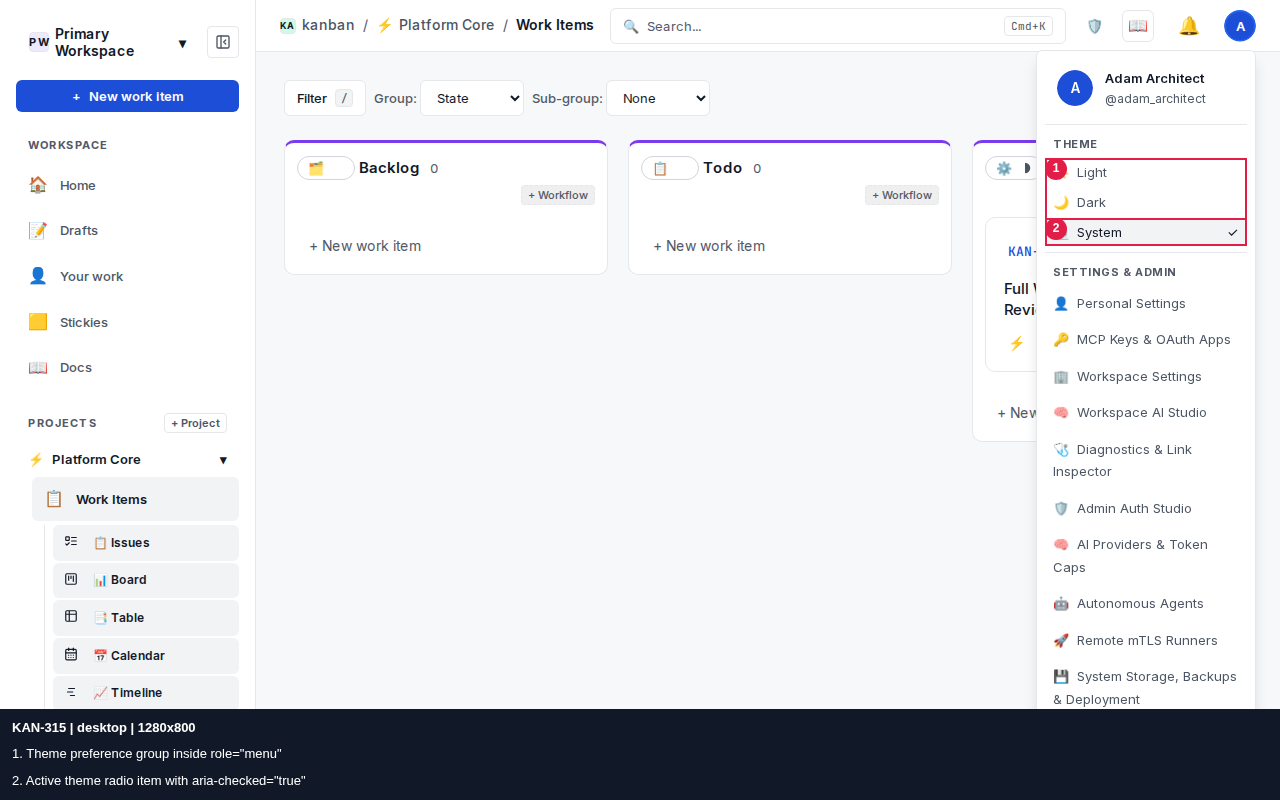 PW Primary Workspace ▾
+ New work item
WORKSPACE
Home
Drafts
Your work
Stickies
Docs
PROJECTS + Project
Platform Core ▾
Work Items
Issues
Board
Table
Calendar
Timeline
KA kanban / Platform Core / Work Items
Search... Cmd+K
A
Filter / Group: State Sub-group: None
Backlog 0
+ Workflow
+ New work item
Todo 0
+ Workflow
+ New work item
KAN-
Full
+ New
A Adam Architect
@adam_architect
THEME
1 Light
Dark
2 System ✓
SETTINGS & ADMIN
Personal Settings
MCP Keys & OAuth Apps
Workspace Settings
Workspace AI Studio
Diagnostics & Link
Inspector
Admin Auth Studio
AI Providers & Token
Caps
Autonomous Agents
Remote mTLS Runners
System Storage, Backups
& Deployment
KAN-315 | desktop | 1280x800
1. Theme preference group inside role="menu"
2. Active theme radio item with aria-checked="true"